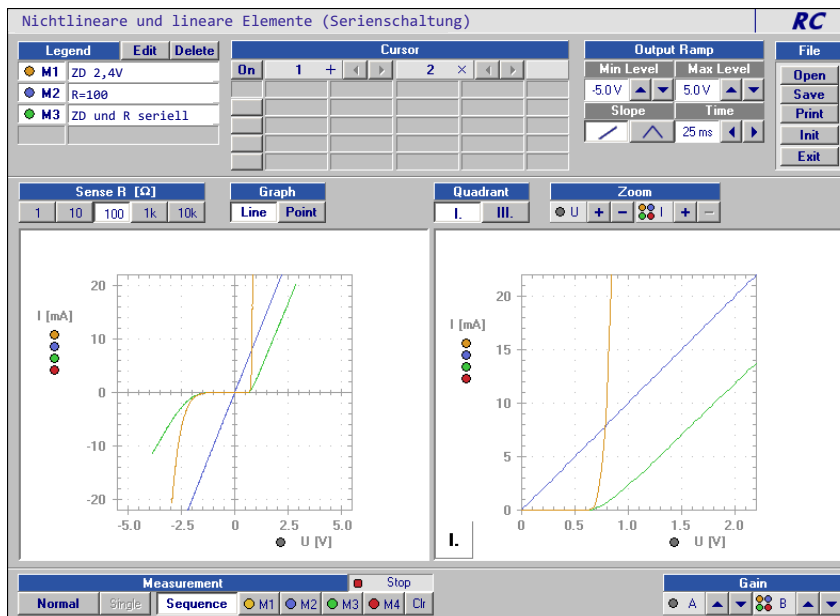 Nichtlineare und lineare Elemente (Serienschaltung)
RC
Legend Edit Delete
M1 ZD 2,4V
M2 R=100
M3 ZD und R seriell
Cursor
On 1 + 2 ×
Output Ramp
Min Level Max Level
-5.0 V 5.0 V
Slope Time
25 ms
File
Open
Save
Print
Init
Exit
Sense R [Ω]
1 10 100 1k 10k
Graph
Line Point
Quadrant
I. III.
Zoom
U + − I + −
I [mA]
20
10
0
-10
-20
-5.0 -2.5 0 2.5 5.0
U [V]
I [mA]
20
15
10
5
0
0 0.5 1.0 1.5 2.0
U [V]
I.
Measurement
Stop
Normal Single Sequence M1 M2 M3 M4 Clr
Gain
A B